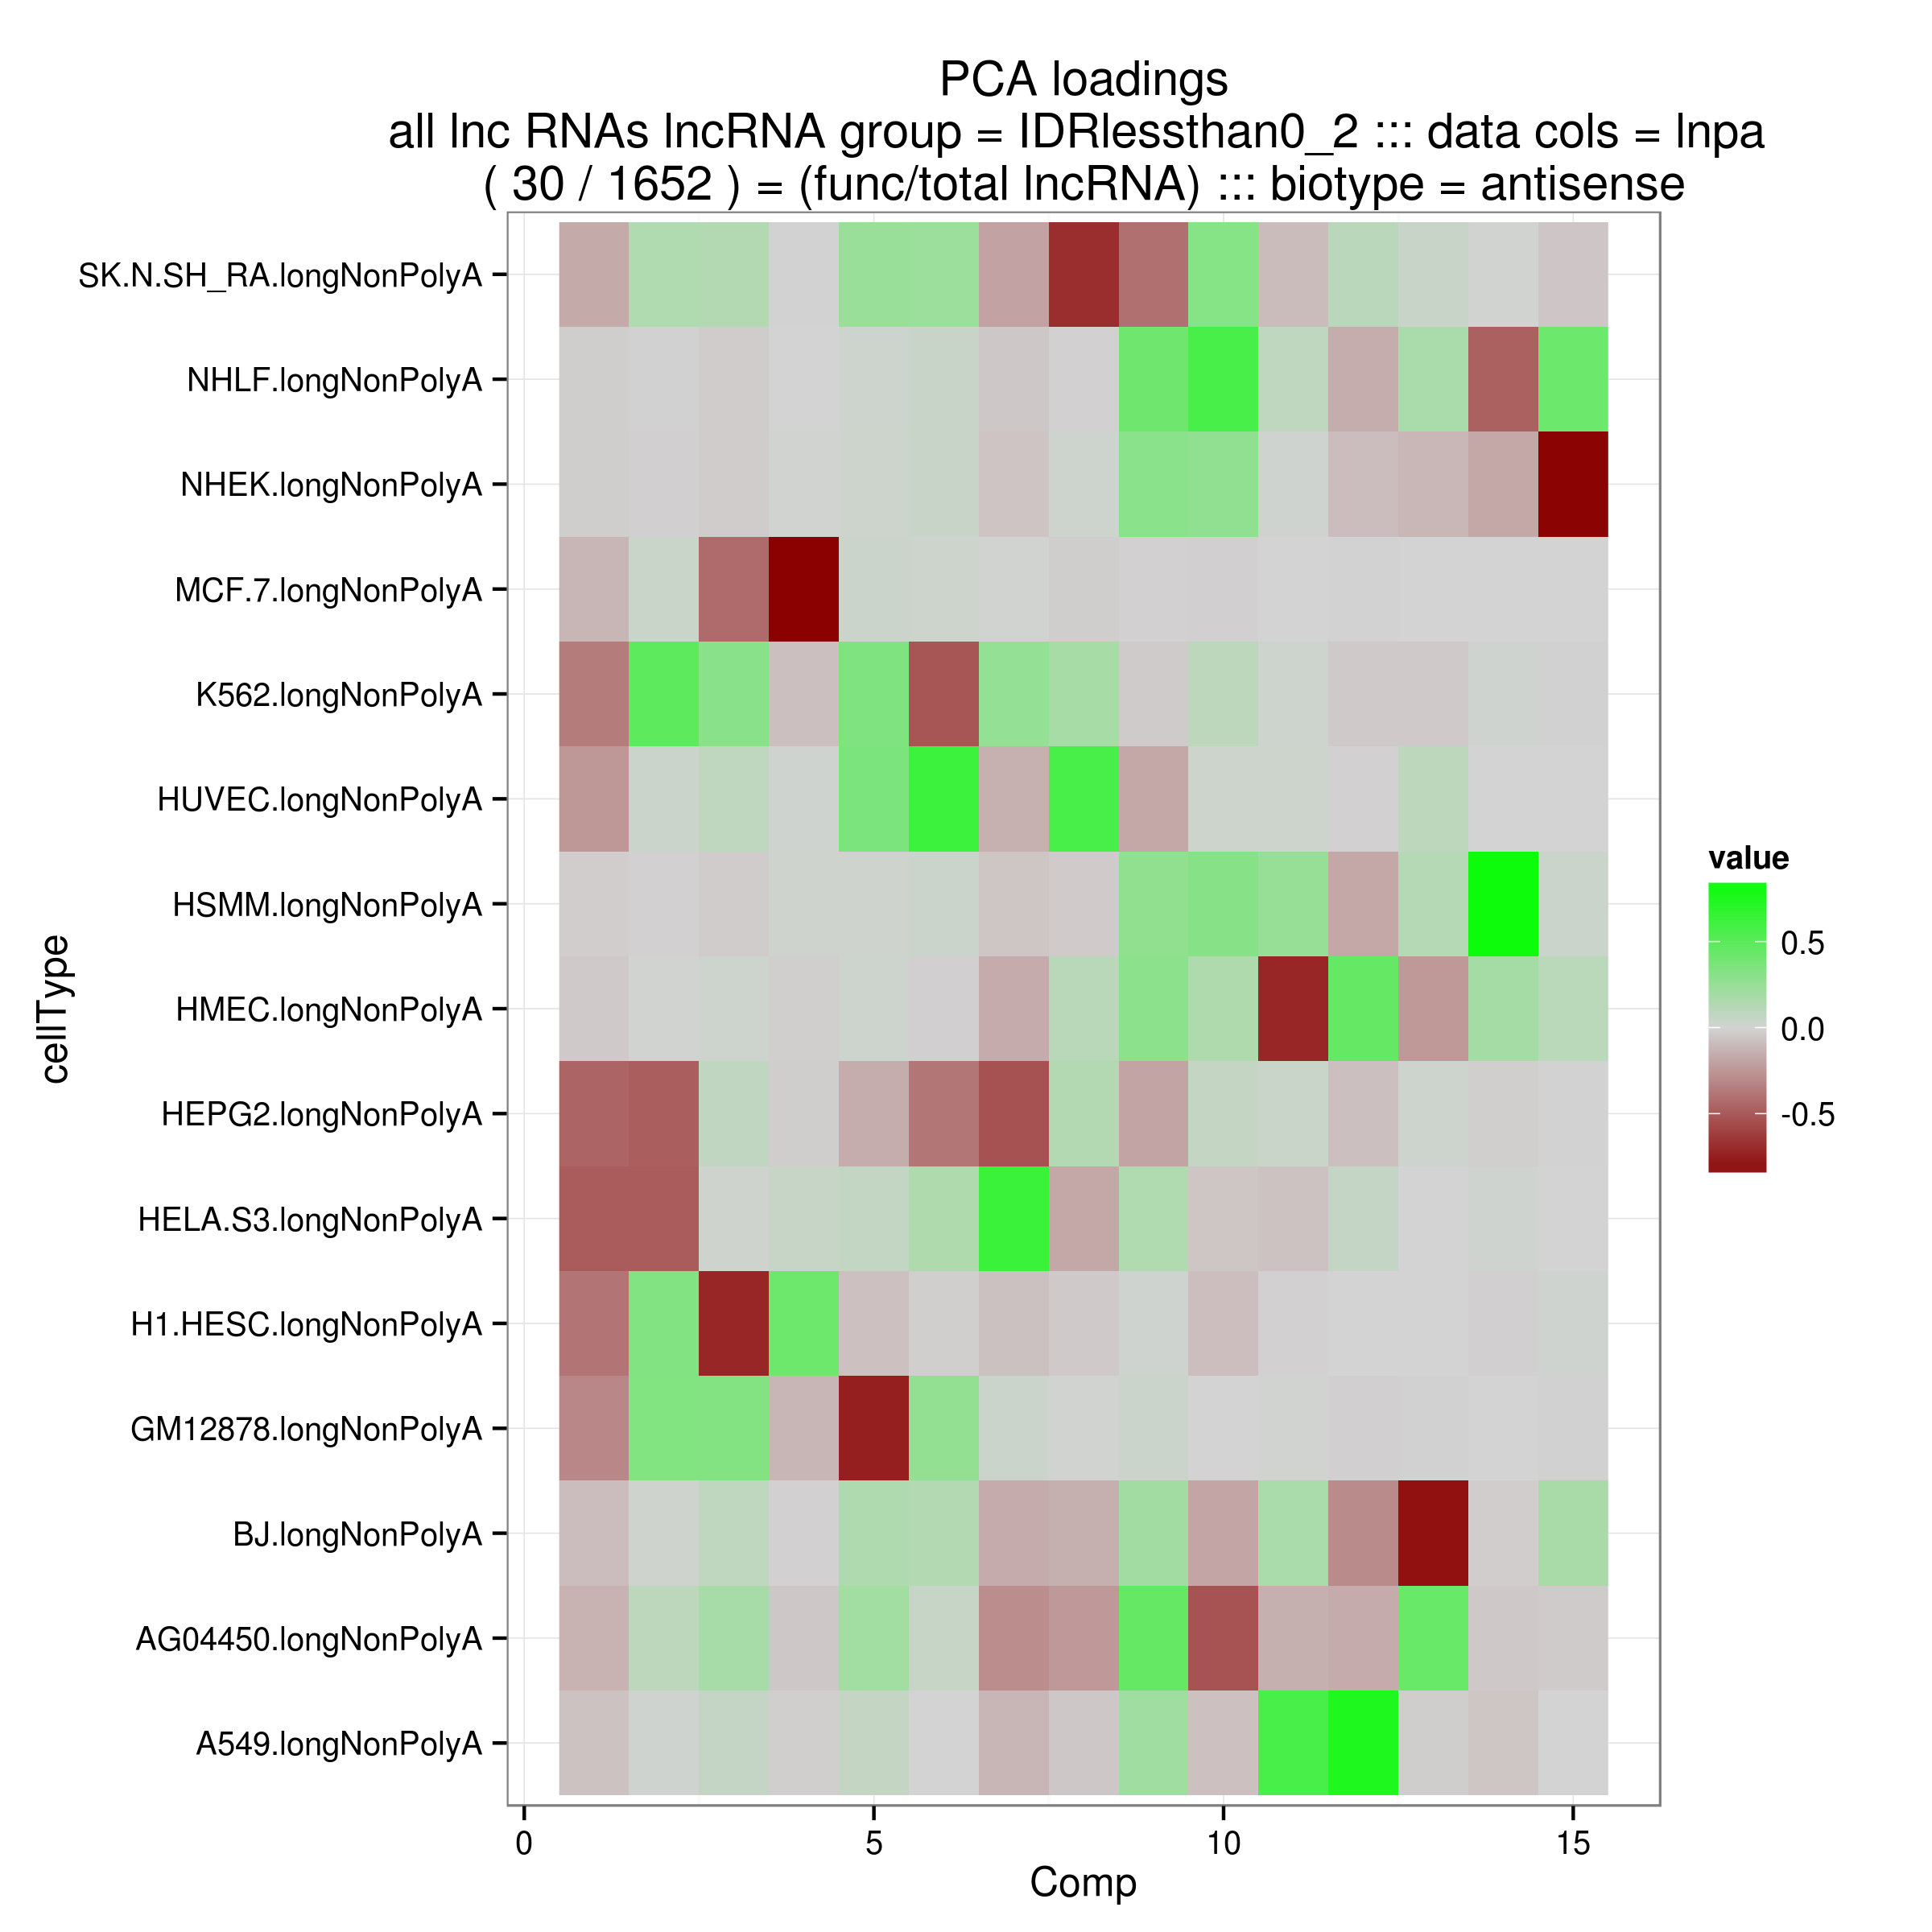 PCA loadings
all lnc RNAs lncRNA group = IDRlessthan0_2 ::: data cols = lnpa
( 30 / 1652 ) = (func/total lncRNA) ::: biotype = antisense
SK.N.SH_RA.longNonPolyA
NHLF.longNonPolyA
NHEK.longNonPolyA
MCF.7.longNonPolyA
K562.longNonPolyA
HUVEC.longNonPolyA
HSMM.longNonPolyA
HMEC.longNonPolyA
HEPG2.longNonPolyA
HELA.S3.longNonPolyA
H1.HESC.longNonPolyA
GM12878.longNonPolyA
BJ.longNonPolyA
AG04450.longNonPolyA
A549.longNonPolyA
cellType
0 5 10 15
Comp
value
0.5
0.0
-0.5